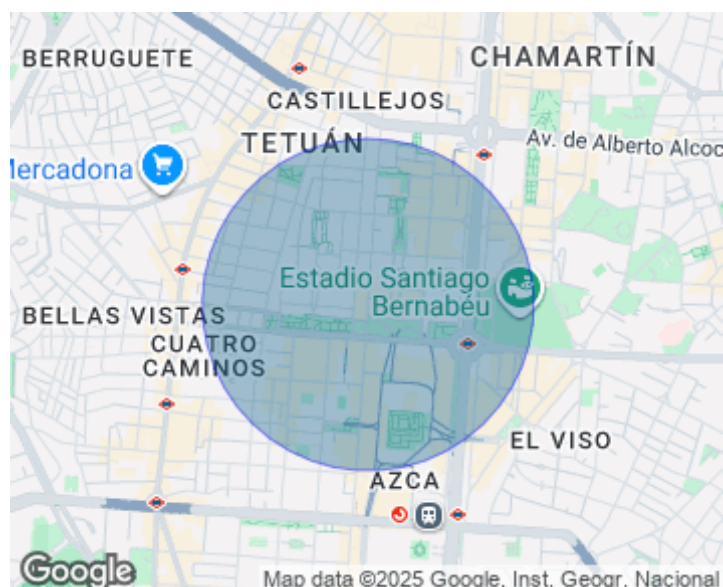 BERRUGUETE
CHAMARTÍN
CASTILLEJOS
TETUÁN
Av. de Alberto Alcoc
Mercadona
Estadio Santiago
Bernabéu
BELLAS VISTAS
CUATRO
CAMINOS
EL VISO
AZCA
Google
Map data ©2025 Google, Inst. Geogr. Nacional